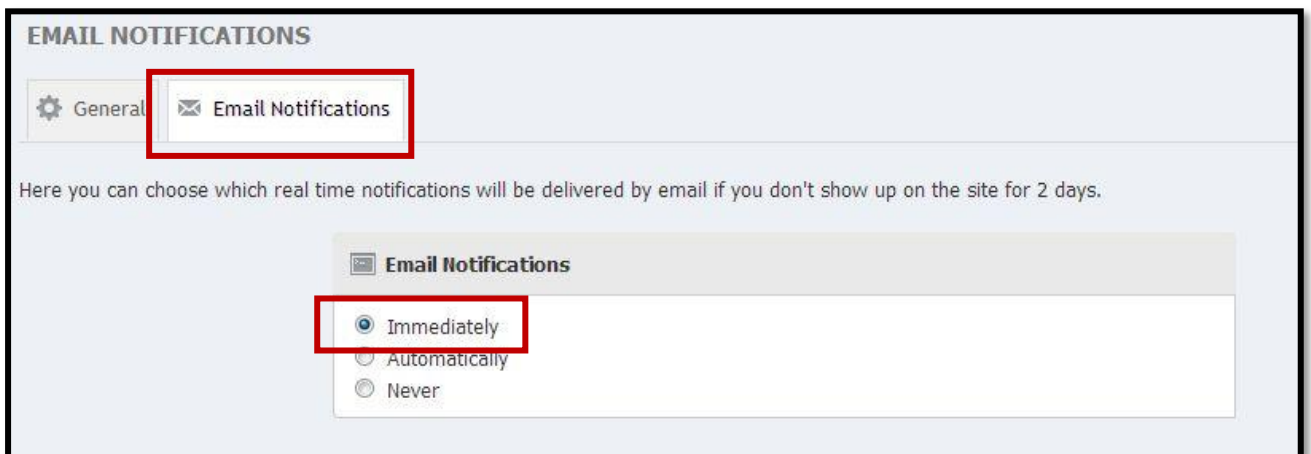 EMAIL NOTIFICATIONS
General Email Notifications
Here you can choose which real time notifications will be delivered by email if you don't show up on the site for 2 days.
Email Notifications
Immediately
Automatically
Never